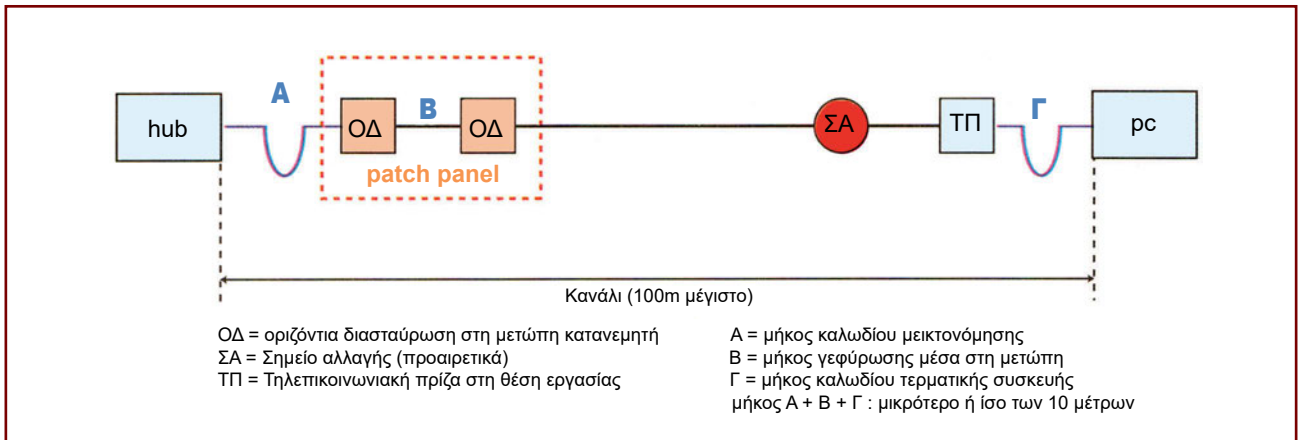 Α
Β
Γ
hub
ΟΔ
ΟΔ
ΣΑ
ΤΠ
pc
patch panel
Κανάλι (100m μέγιστο)
ΟΔ = οριζόντια διασταύρωση στη μετώπη κατανεμητή
ΣΑ = Σημείο αλλαγής (προαιρετικά)
ΤΠ = Τηλεπικοινωνιακή πρίζα στη θέση εργασίας
Α = μήκος καλωδίου μεικτονόμησης
Β = μήκος γεφύρωσης μέσα στη μετώπη
Γ = μήκος καλωδίου τερματικής συσκευής
μήκος Α + Β + Γ : μικρότερο ή ίσο των 10 μέτρων